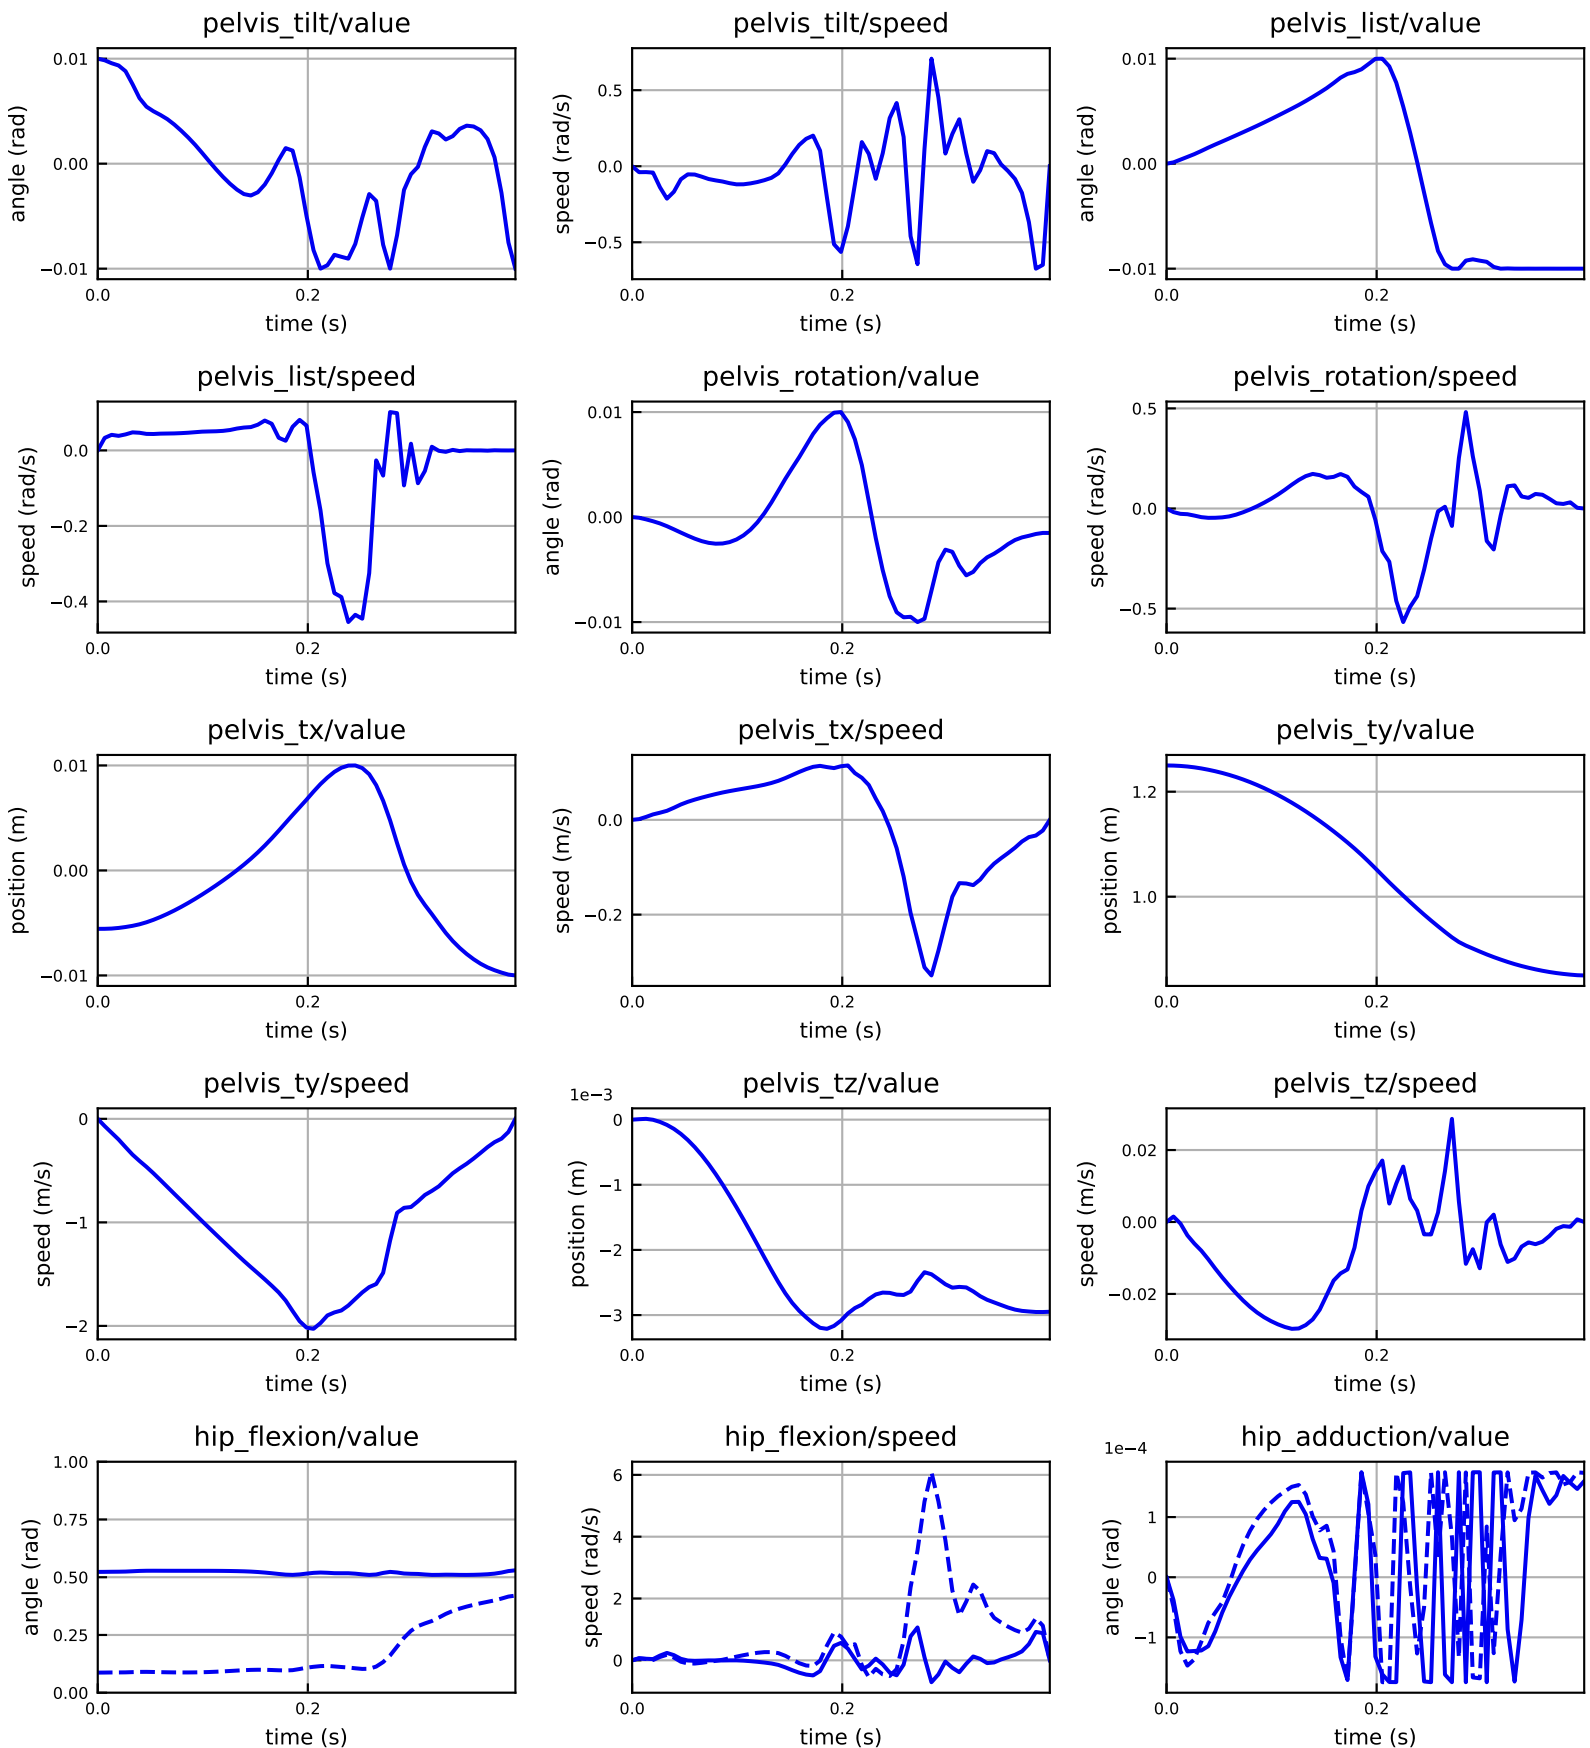 pelvis_tilt/value
pelvis_tilt/speed
pelvis_list/value
angle (rad)
0.01
0.00
−0.01
0.0
0.2
time (s)
speed (rad/s)
0.5
0.0
−0.5
0.0
0.2
time (s)
angle (rad)
0.01
0.00
−0.01
0.0
0.2
time (s)
pelvis_list/speed
pelvis_rotation/value
pelvis_rotation/speed
speed (rad/s)
0.0
−0.2
−0.4
0.0
0.2
time (s)
angle (rad)
0.01
0.00
−0.01
0.0
0.2
time (s)
speed (rad/s)
0.5
0.0
−0.5
0.0
0.2
time (s)
pelvis_tx/value
pelvis_tx/speed
pelvis_ty/value
position (m)
0.01
0.00
−0.01
0.0
0.2
time (s)
speed (m/s)
0.0
−0.2
0.0
0.2
time (s)
position (m)
1.2
1.0
0.0
0.2
time (s)
pelvis_ty/speed
pelvis_tz/value
pelvis_tz/speed
speed (m/s)
0
−1
−2
0.0
0.2
time (s)
1e−3
position (m)
0
−1
−2
−3
0.0
0.2
time (s)
speed (m/s)
0.02
0.00
−0.02
0.0
0.2
time (s)
hip_flexion/value
hip_flexion/speed
hip_adduction/value
angle (rad)
1.00
0.75
0.50
0.25
0.00
0.0
0.2
time (s)
speed (rad/s)
6
4
2
0
0.0
0.2
time (s)
1e−4
angle (rad)
1
0
−1
0.0
0.2
time (s)